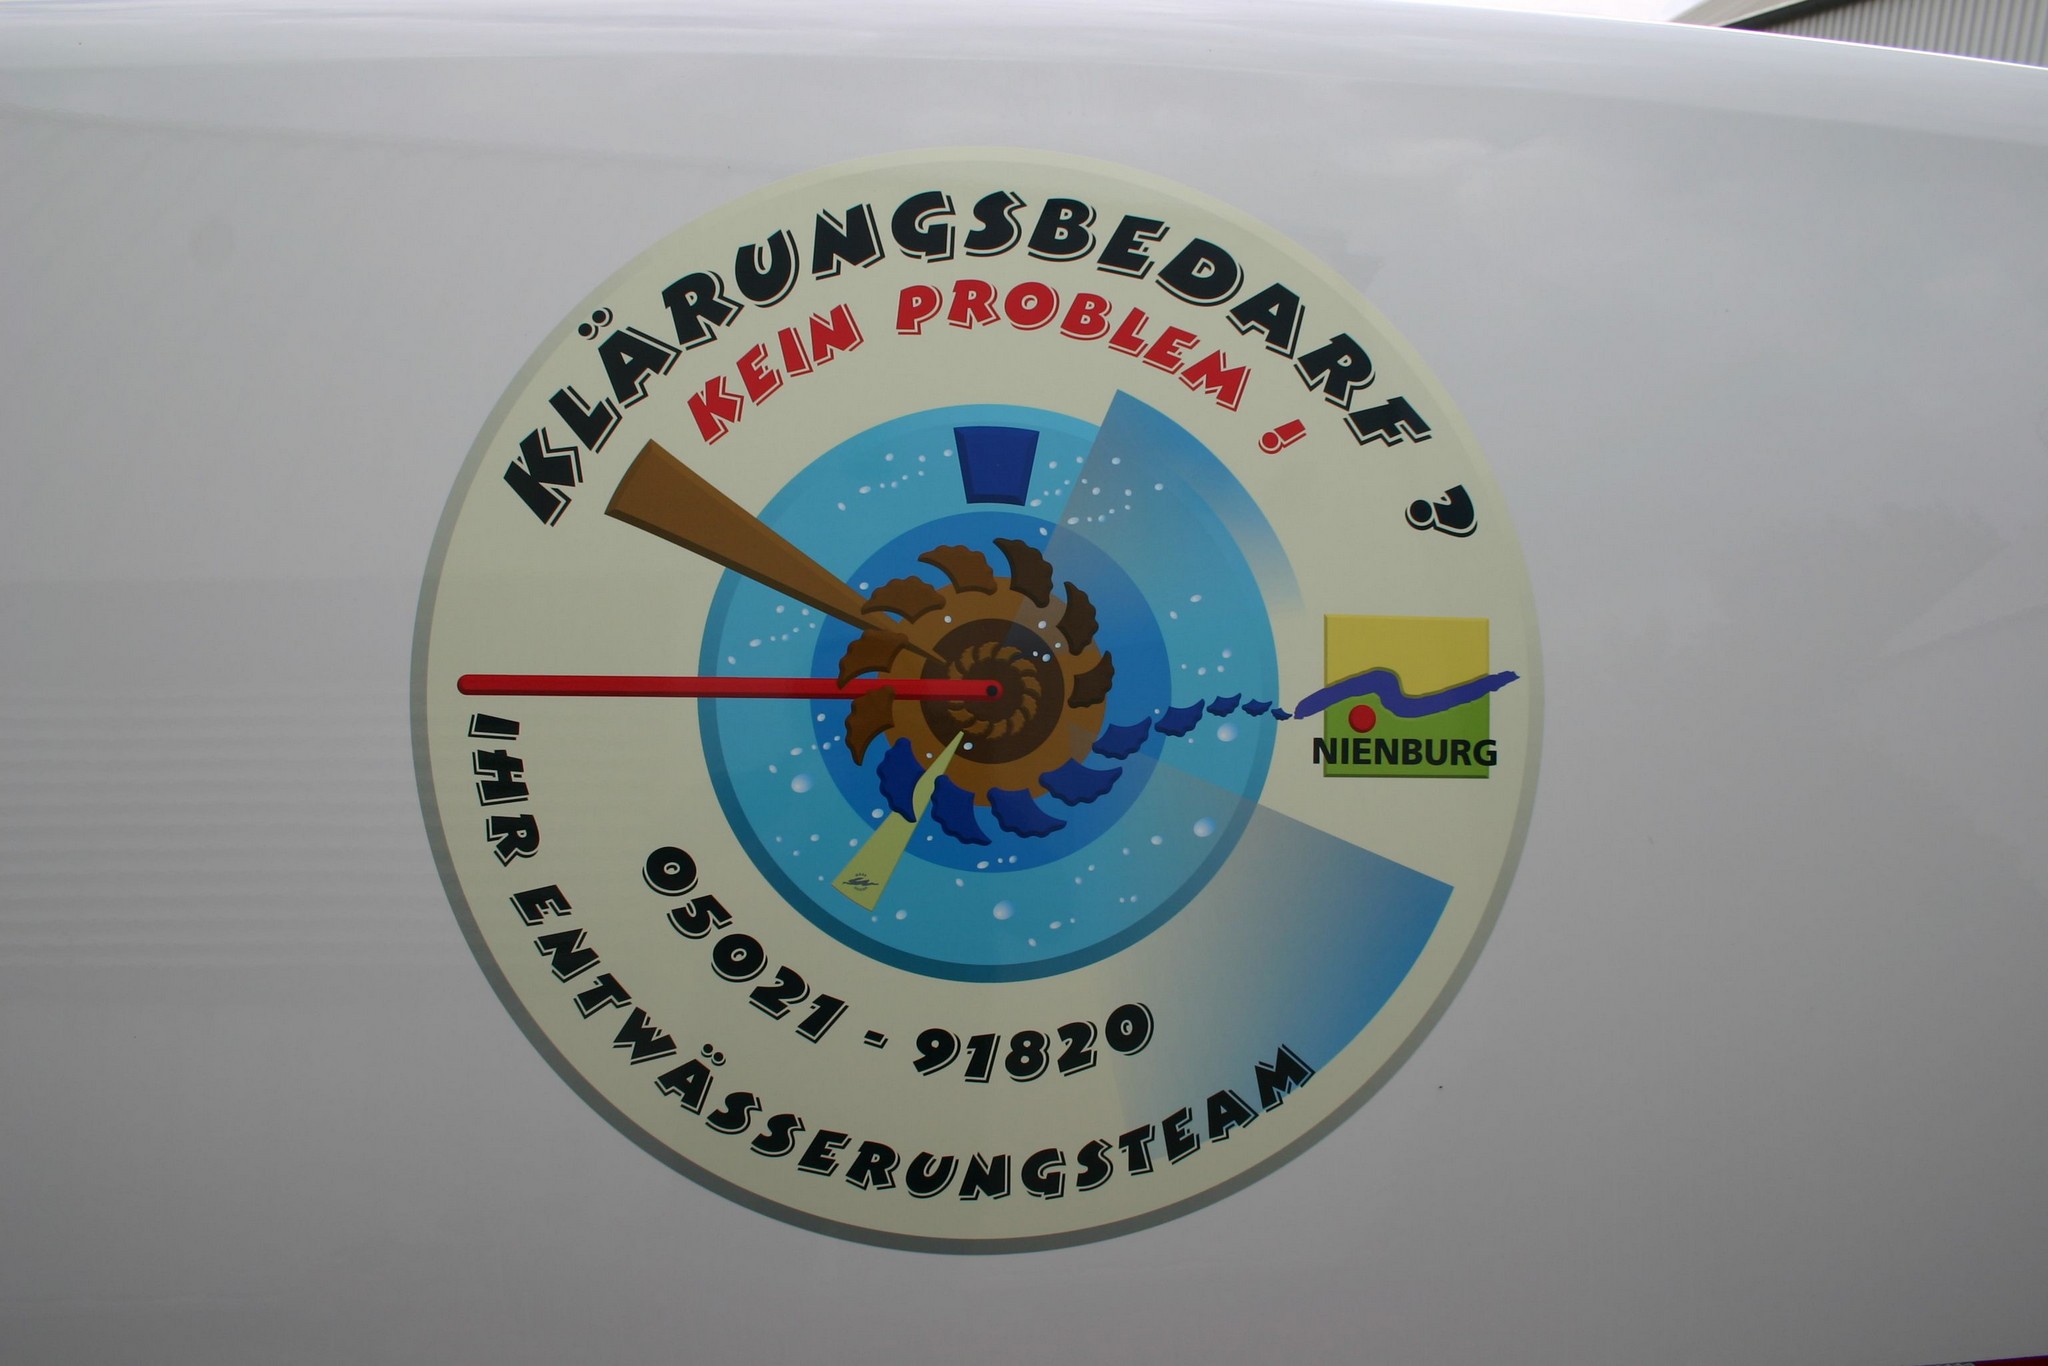 KLÄRUNGSBEDARF ?
KEIN PROBLEM !
NIENBURG
05021 - 91820
IHR ENTWÄSSERUNGSTEAM